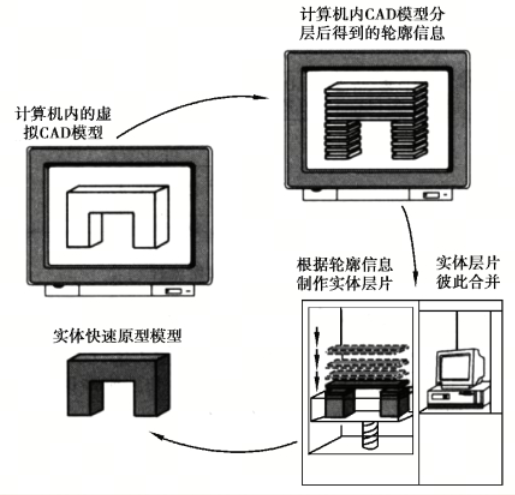 计算机内CAD模型分
层后得到的轮廓信息
计算机内的虚
拟CAD模型
根据轮廓信息
制作实体层片
实体层片
彼此合并
实体快速原型模型